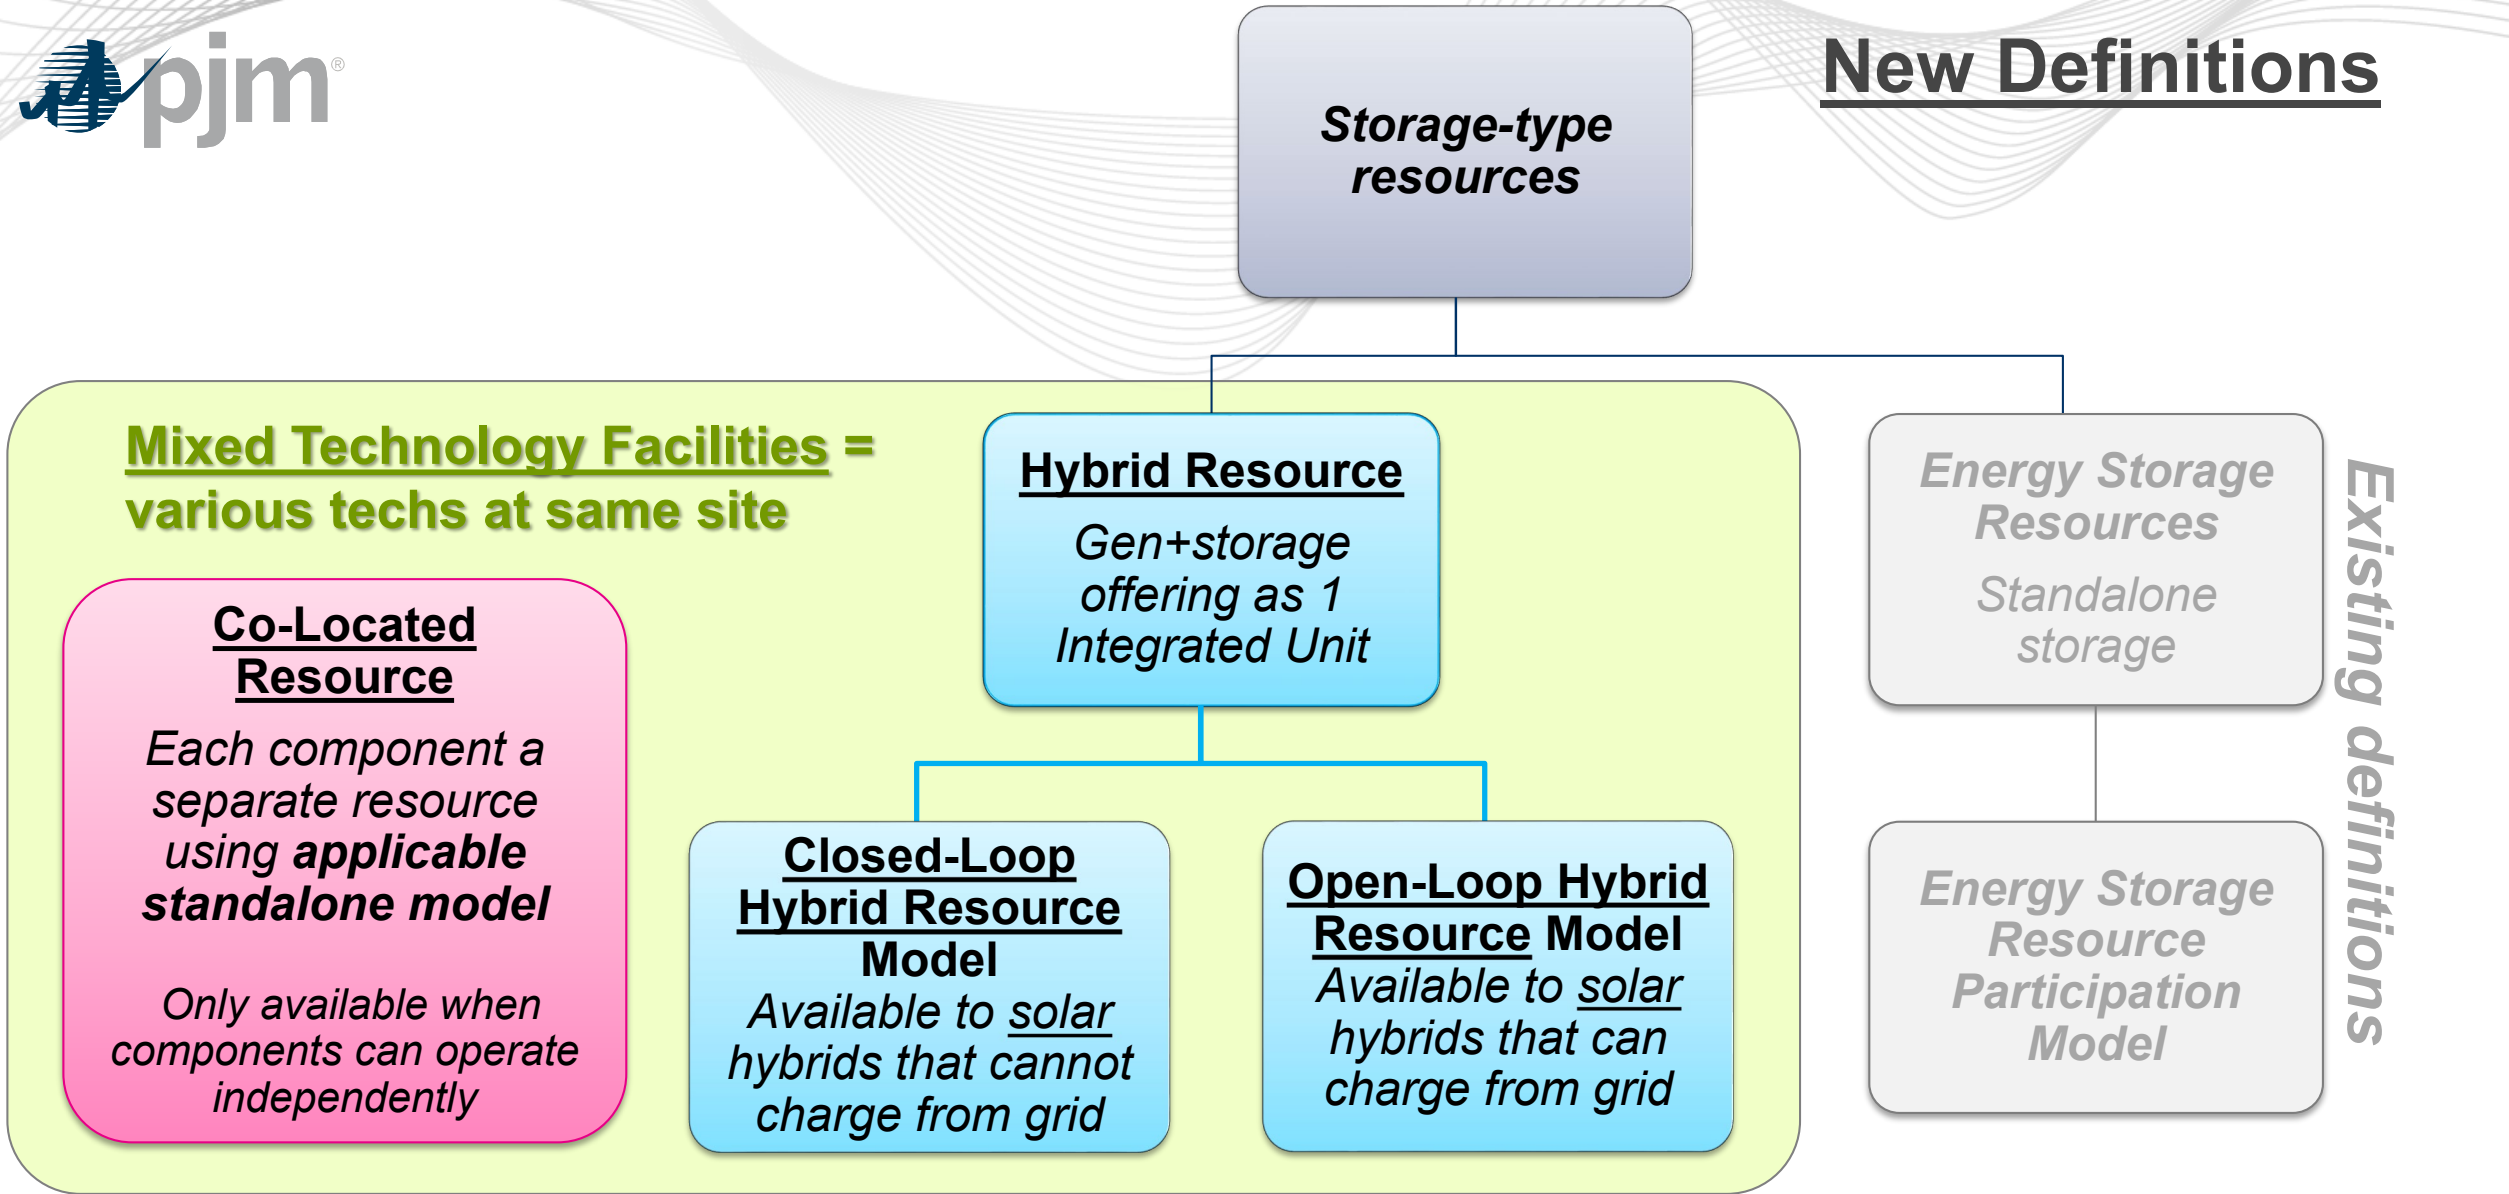 pjm®
New Definitions
Storage-type
resources
Mixed Technology Facilities =
various techs at same site
Co-Located
Resource
Each component a
separate resource
using applicable
standalone model
Only available when
components can operate
independently
Hybrid Resource
Gen+storage
offering as 1
Integrated Unit
Closed-Loop
Hybrid Resource
Model
Available to solar
hybrids that cannot
charge from grid
Open-Loop Hybrid
Resource Model
Available to solar
hybrids that can
charge from grid
Energy Storage
Resources
Standalone
storage
Energy Storage
Resource
Participation
Model
Existing definitions